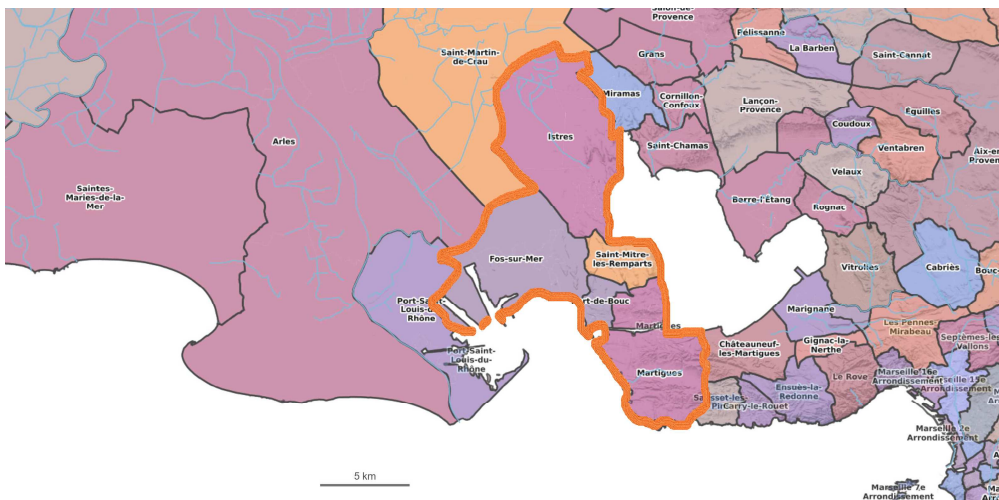 Salon-de-
Provence
Saint-Martin-
de-Crau
Grans
Pélissanne
La Barben
Saint-Cannat
Miramas
Cornillon-
Confoux
Lançon-
Provence
Éguilles
Coudoux
Istres
Arles
Saint-Chamas
Ventabren
Aix-en
Provenc
Velaux
Saintes-
Maries-de-la-
Mer
Berre-l'Étang
Rognac
Fos-sur-Mer
Saint-Mitre-
les-Remparts
Vitrolles
Cabriès
Bouc-
Port-Saint-
Louis-du-
Rhône
Port-de-Bouc
Marignane
Martigues
Les Pennes-
Mirabeau
Septèmes-les
Vallons
Châteauneuf-
les-Martigues
Gignac-la-
Nerthe
Port-Saint-
Louis-du-
Rhône
Martigues
Le Rove
Marseille 16e
Arrondissement
Marseille 15e
Arrondissement
Ensuès-la-
Redonne
Sausset-les-
Pins
Carry-le-Rouet
Marseille 2e
Arrondissement
5 km
Marseille 7e
Arrondissement